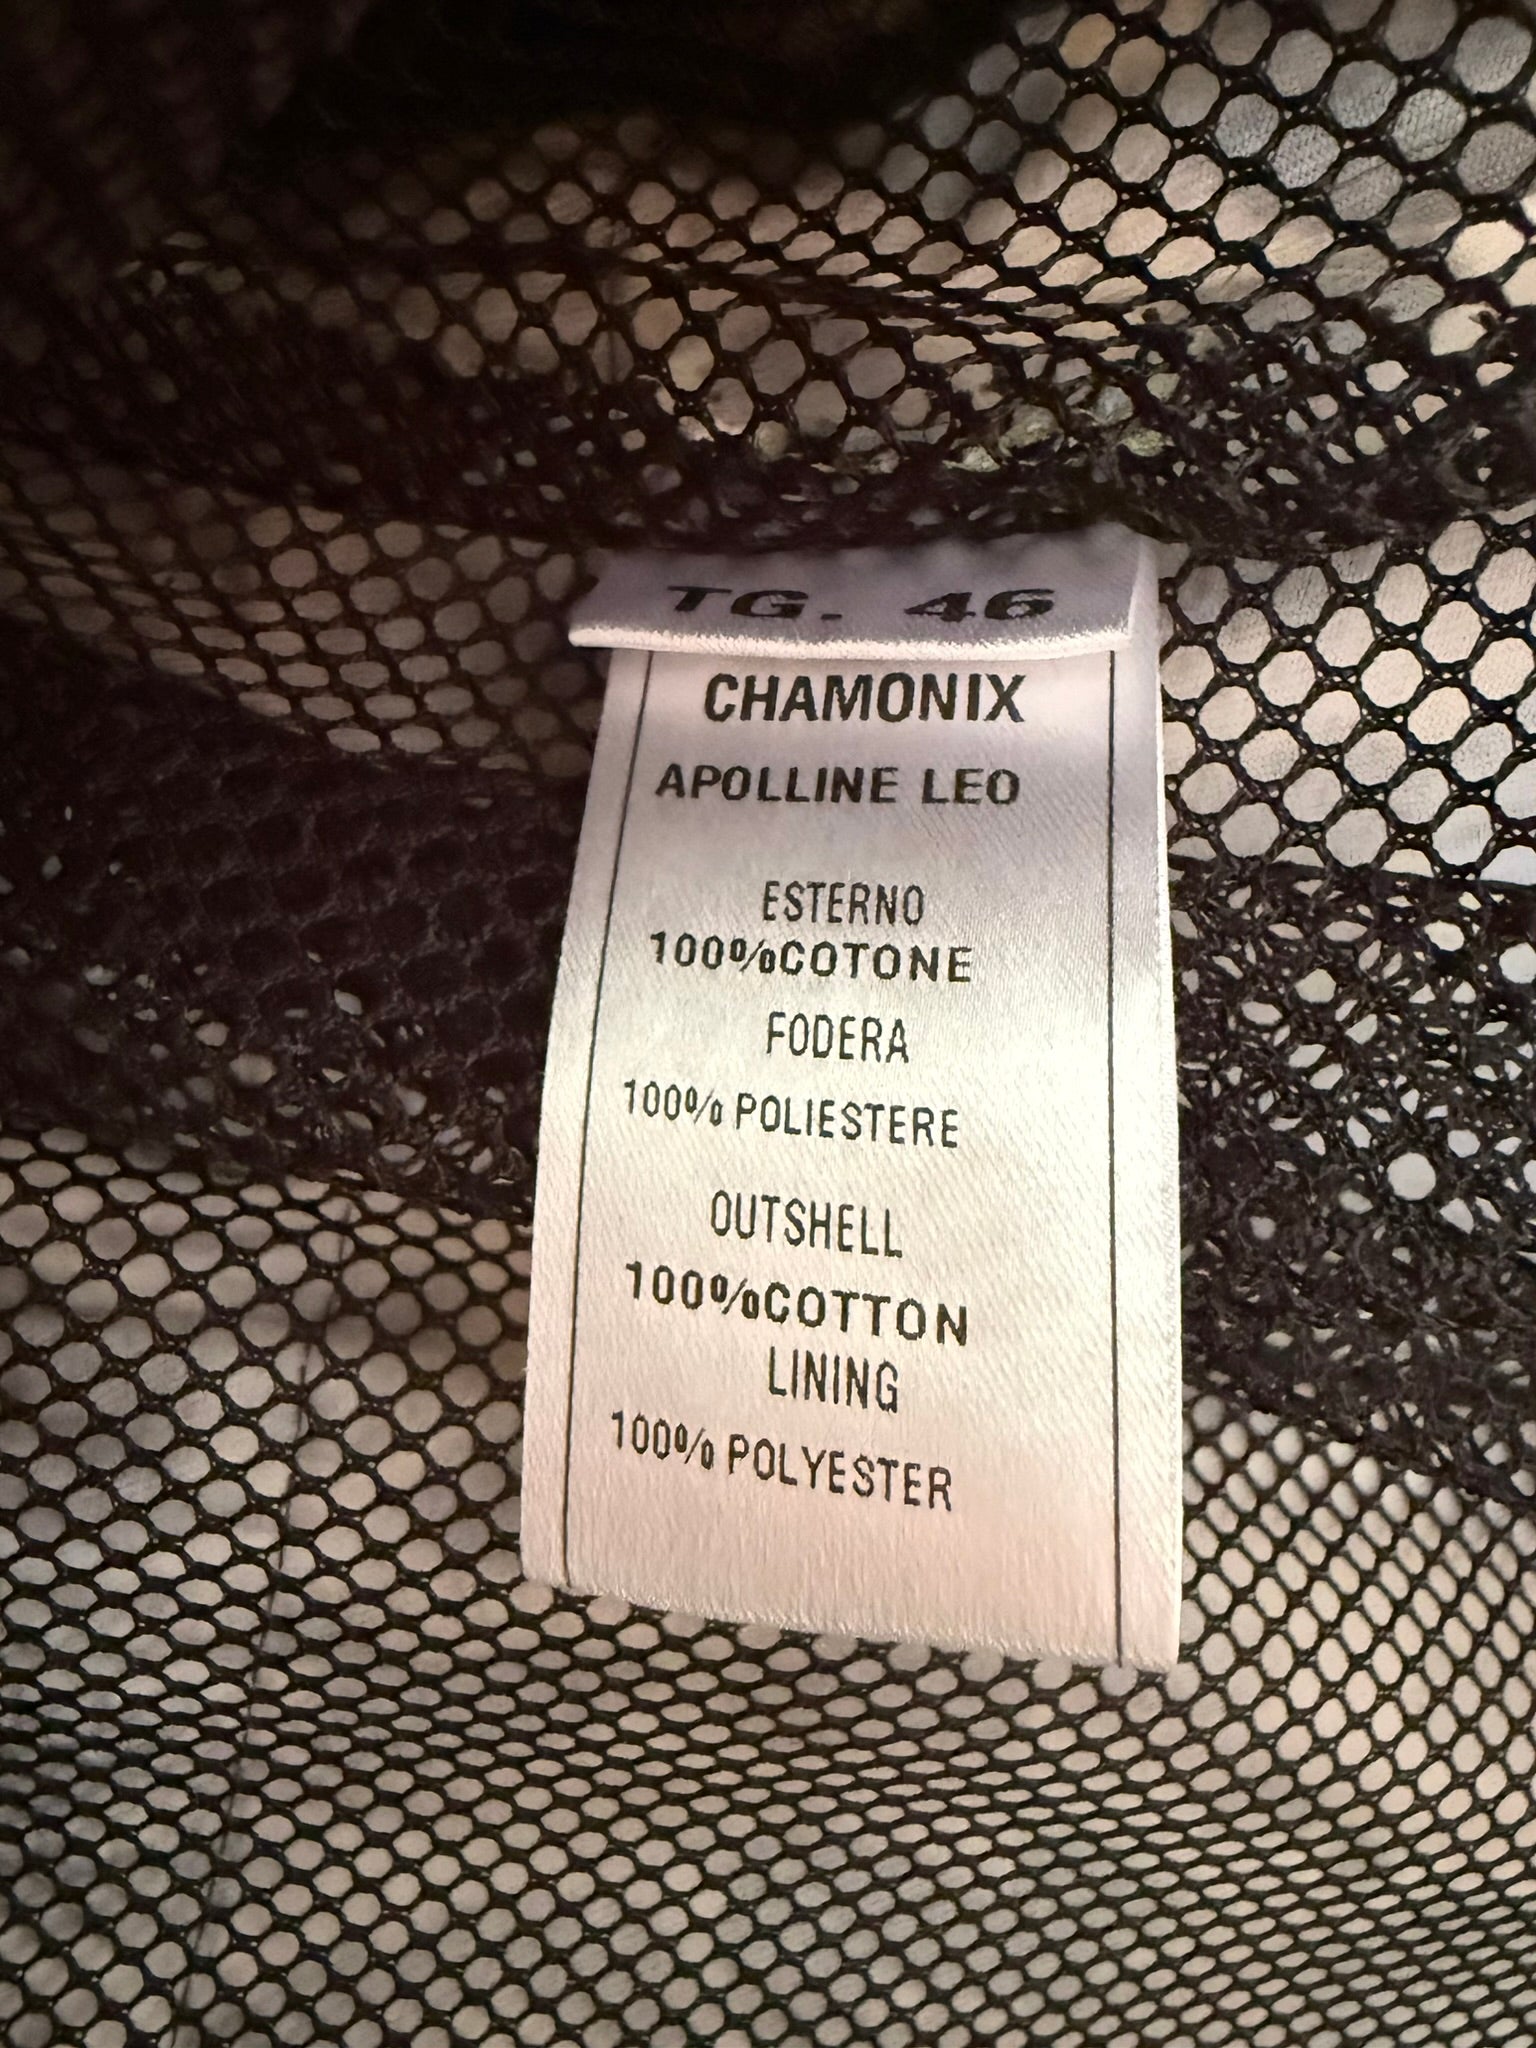 TG. 46
CHAMONIX
APOLLINE LEO
ESTERNO
100%COTONE
FODERA
100% POLIESTERE
OUTSHELL
100%COTTON
LINING
100% POLYESTER